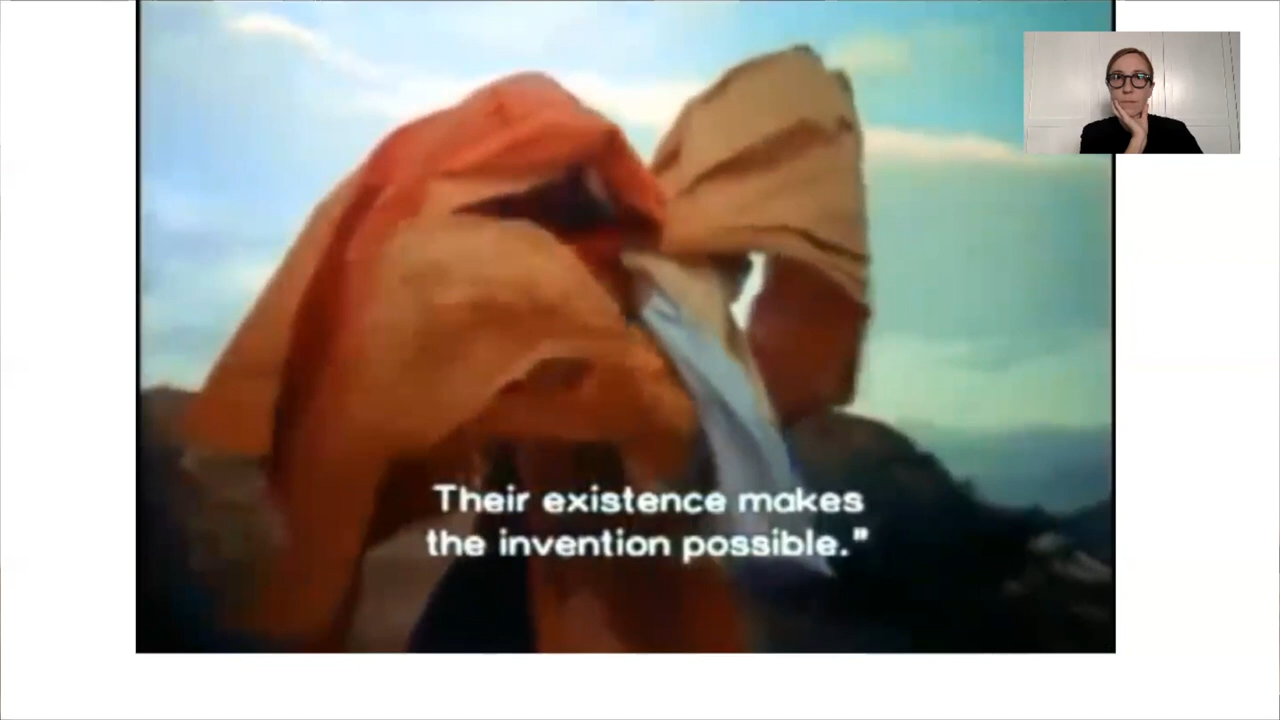 Their existence makes
the invention possible.”